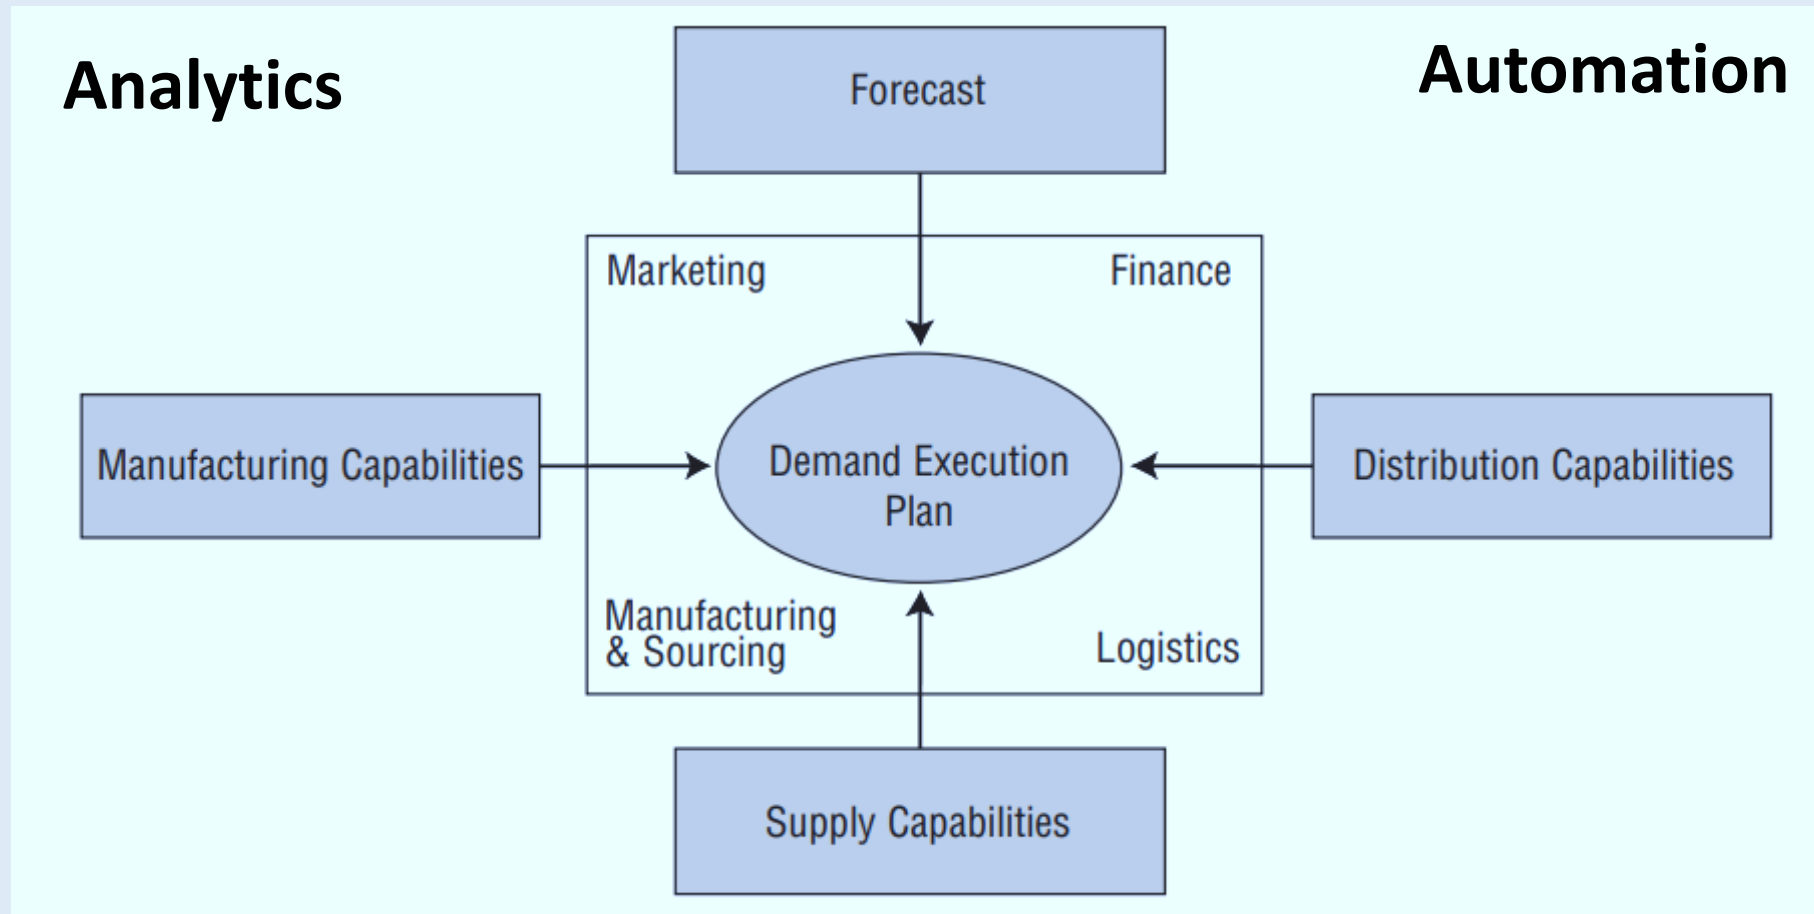 Analytics
Automation
Forecast
Marketing
Finance
Manufacturing Capabilities
Demand Execution
Plan
Distribution Capabilities
Manufacturing
& Sourcing
Logistics
Supply Capabilities